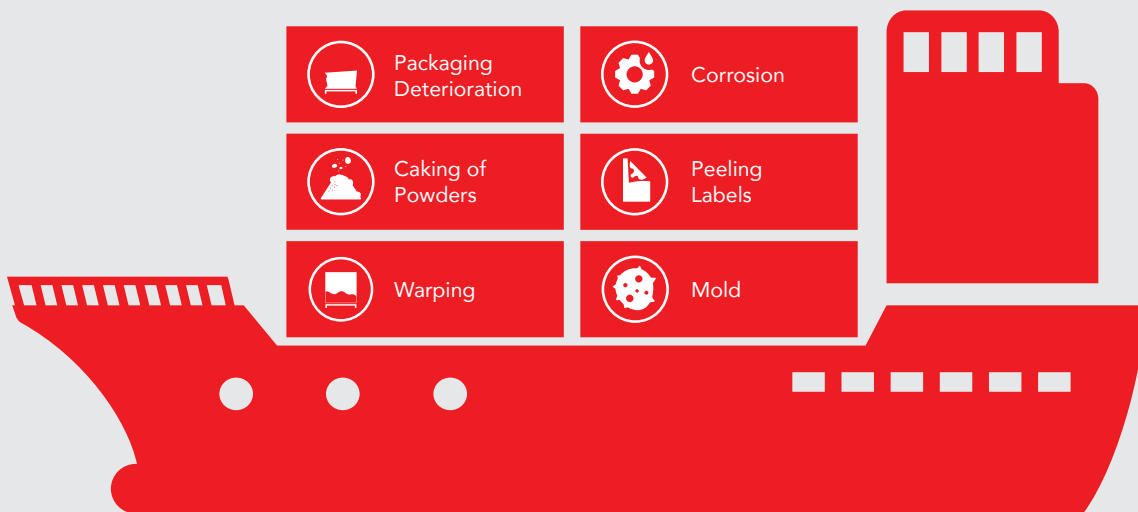 Packaging
Deterioration
Corrosion
Caking of
Powders
Peeling
Labels
Warping
Mold